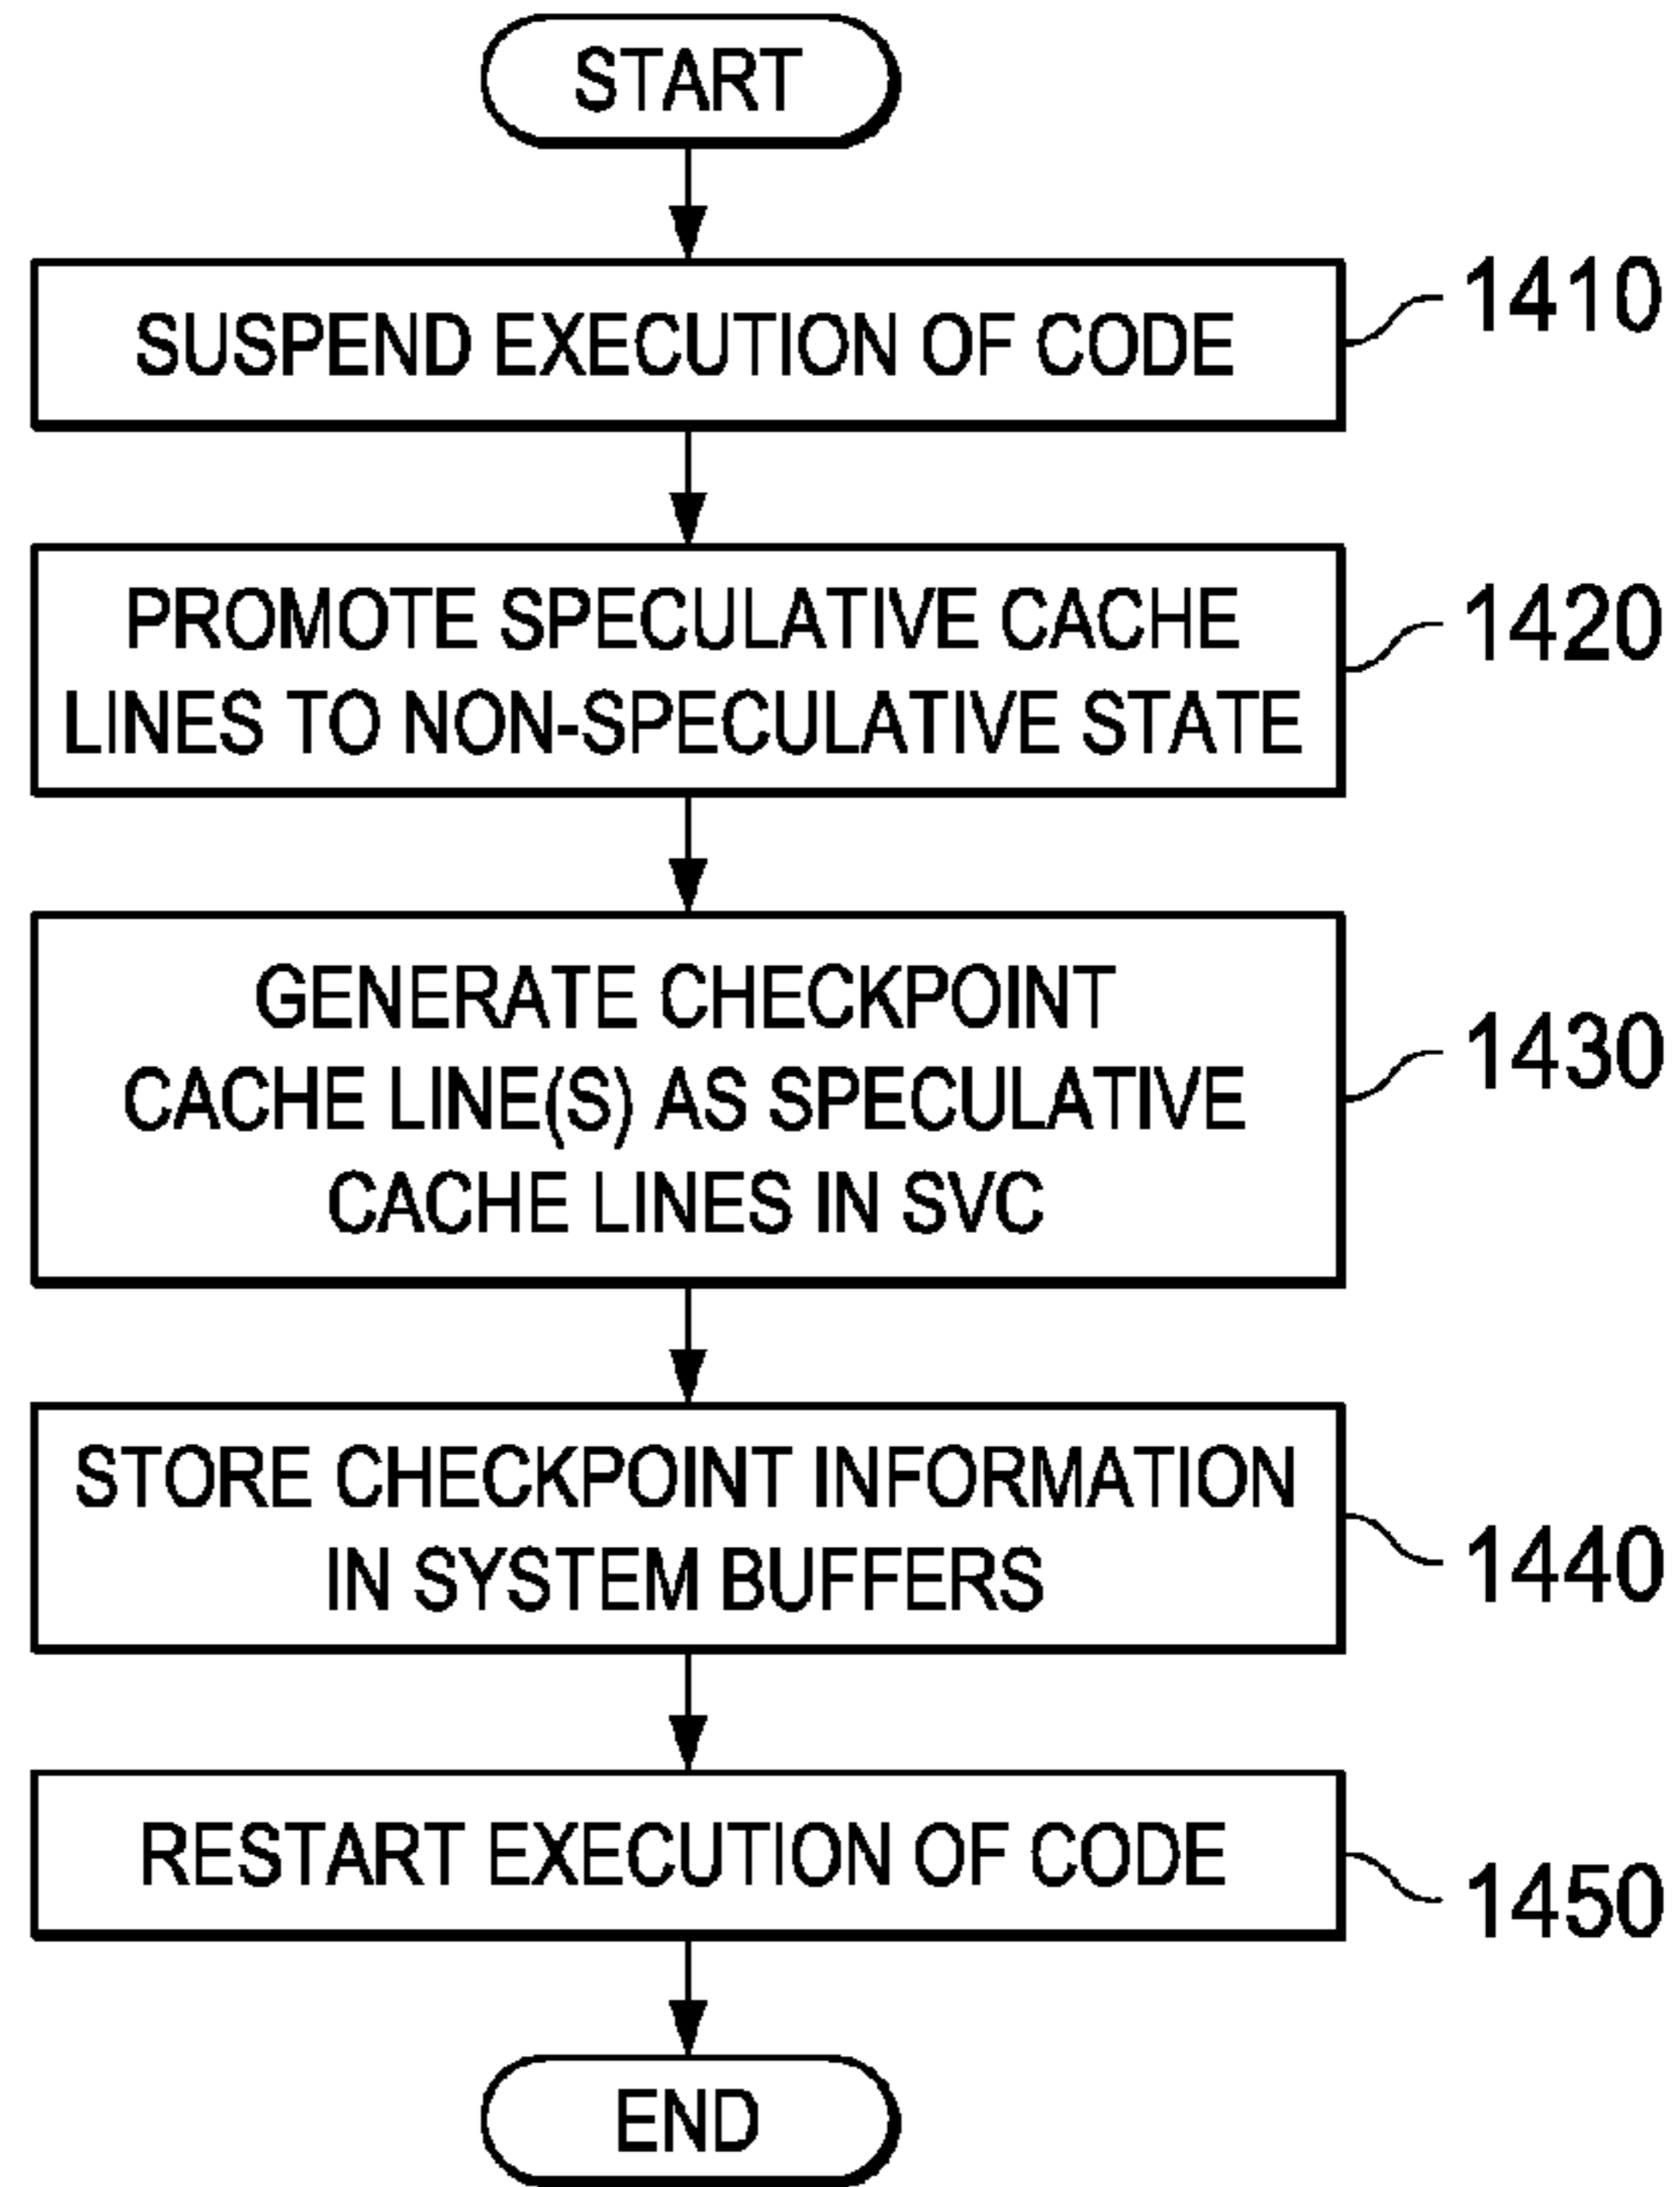 START
SUSPEND EXECUTION OF CODE
1410
PROMOTE SPECULATIVE CACHE
LINES TO NON-SPECULATIVE STATE
1420
GENERATE CHECKPOINT
CACHE LINE(S) AS SPECULATIVE
CACHE LINES IN SVC
1430
STORE CHECKPOINT INFORMATION
IN SYSTEM BUFFERS
1440
RESTART EXECUTION OF CODE
1450
END